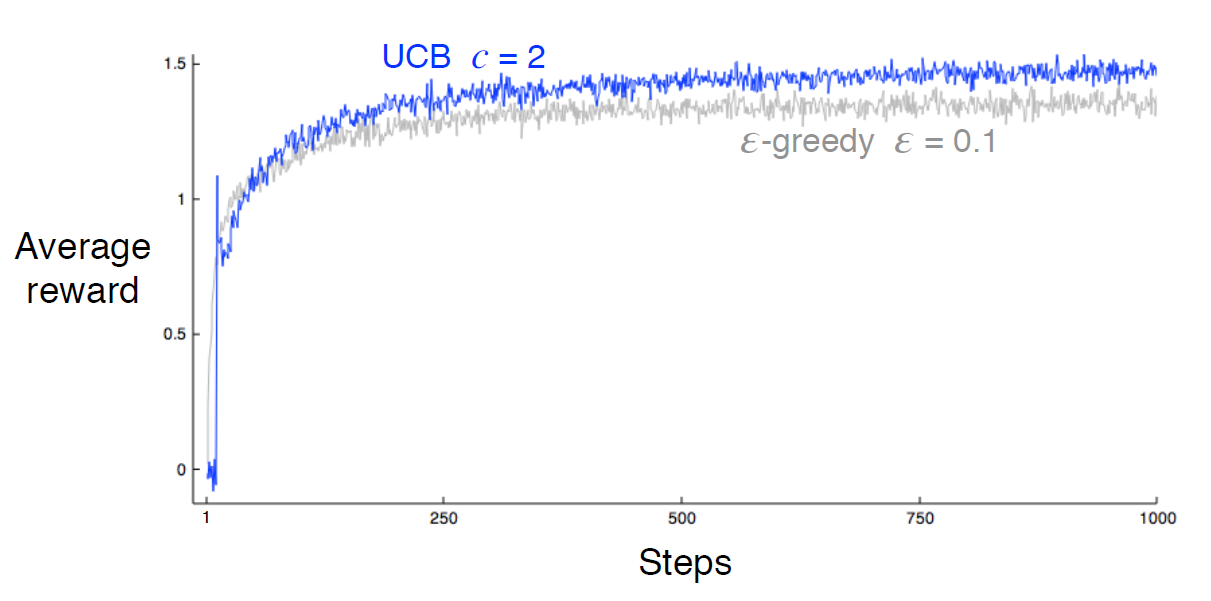 UCB c = 2
1.5
ε-greedy ε = 0.1
1
Average
reward
0.5
0
1
250
500
750
1000
Steps